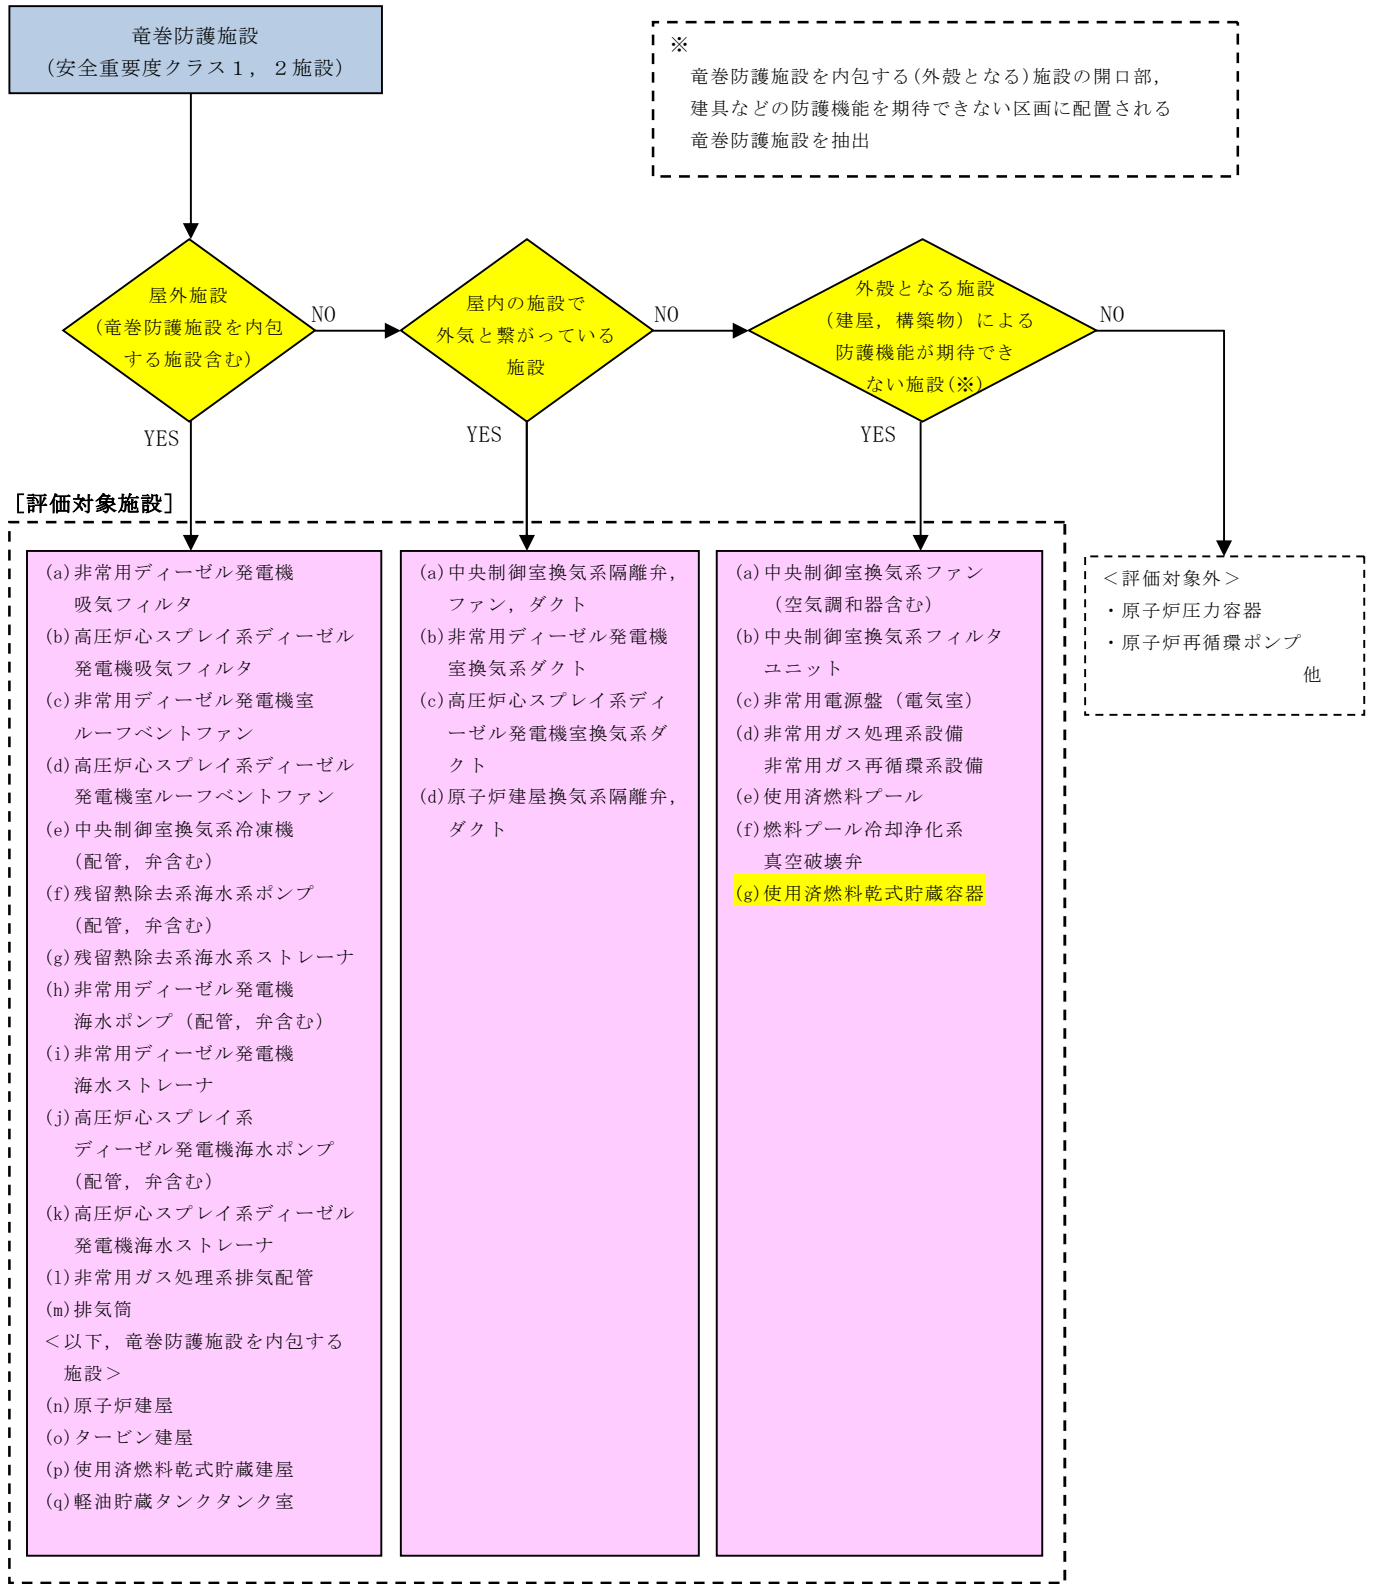 竜巻防護施設
(安全重要度クラス１，２施設)
※
竜巻防護施設を内包する(外殻となる)施設の開口部，
建具などの防護機能を期待できない区画に配置される
竜巻防護施設を抽出
屋外施設
(竜巻防護施設を内包
する施設含む)
NO
YES
屋内の施設で
外気と繋がっている
施設
NO
YES
外殻となる施設
(建屋，構築物)による
防護機能が期待でき
ない施設(※)
NO
YES
[評価対象施設]
(a)非常用ディーゼル発電機
吸気フィルタ
(b)高圧炉心スプレイ系ディーゼル
発電機吸気フィルタ
(c)非常用ディーゼル発電機室
ルーフベントファン
(d)高圧炉心スプレイ系ディーゼル
発電機室ルーフベントファン
(e)中央制御室換気系冷凍機
(配管，弁含む)
(f)残留熱除去系海水系ポンプ
(配管，弁含む)
(g)残留熱除去系海水系ストレーナ
(h)非常用ディーゼル発電機
海水ポンプ(配管，弁含む)
(i)非常用ディーゼル発電機
海水ストレーナ
(j)高圧炉心スプレイ系
ディーゼル発電機海水ポンプ
(配管，弁含む)
(k)高圧炉心スプレイ系ディーゼル
発電機海水ストレーナ
(l)非常用ガス処理系排気配管
(m)排気筒
＜以下，竜巻防護施設を内包する
施設＞
(n)原子炉建屋
(o)タービン建屋
(p)使用済燃料乾式貯蔵建屋
(q)軽油貯蔵タンクタンク室
(a)中央制御室換気系隔離弁，
ファン，ダクト
(b)非常用ディーゼル発電機
室換気系ダクト
(c)高圧炉心スプレイ系ディ
ーゼル発電機室換気系ダ
クト
(d)原子炉建屋換気系隔離弁，
ダクト
(a)中央制御室換気系ファン
(空気調和器含む)
(b)中央制御室換気系フィルタ
ユニット
(c)非常用電源盤(電気室)
(d)非常用ガス処理系設備
非常用ガス再循環系設備
(e)使用済燃料プール
(f)燃料プール冷却浄化系
真空破壊弁
(g)使用済燃料乾式貯蔵容器
＜評価対象外＞
・原子炉圧力容器
・原子炉再循環ポンプ
他